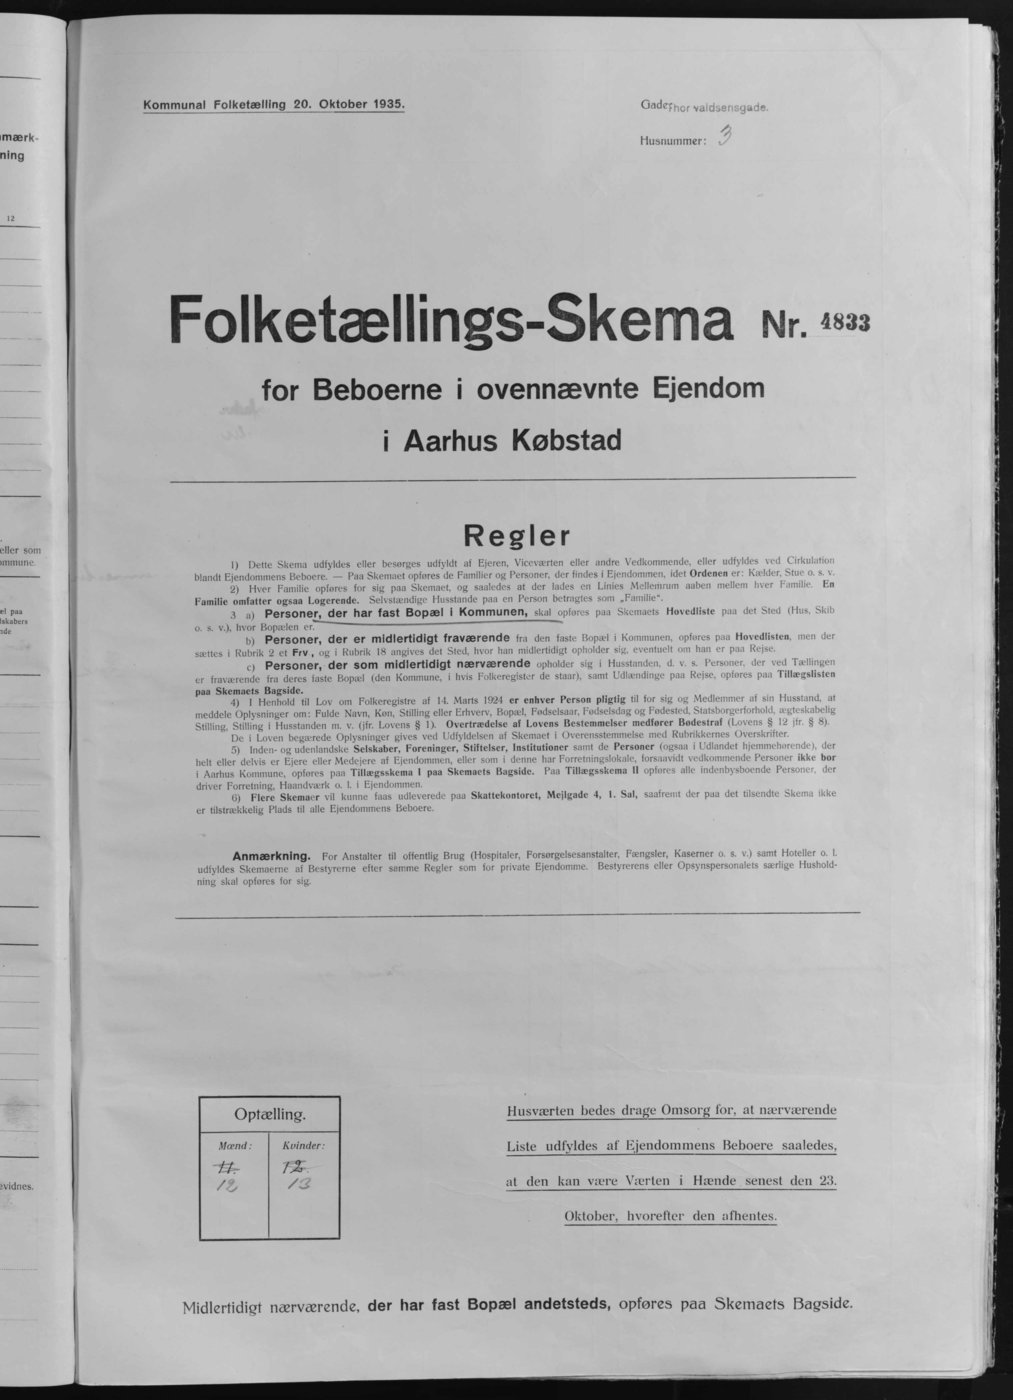 mærk-
ning
12
eller som
ommune.
el paa
lskabers
nde
evidnes.
Kommunal Folketælling 20. Oktober 1935.
Gade: Thorvaldsensgade.
Husnummer: 3
Folketællings-Skema Nr. 4833
for Beboerne i ovennævnte Ejendom
i Aarhus Købstad
Regler
1) Dette Skema udfyldes eller besørges udfyldt af Ejeren, Viceværten eller andre Vedkommende, eller udfyldes ved Cirkulation
blandt Ejendommens Beboere. — Paa Skemaet opføres de Familier og Personer, der findes i Ejendommen, idet Ordenen er: Kælder, Stue o. s. v.
2) Hver Familie opføres for sig paa Skemaet, og saaledes at der lades en Linies Mellemrum aaben mellem hver Familie. En
Familie omfatter ogsaa Logerende. Selvstændige Husstande paa en Person betragtes som „Familie“.
3 a) Personer, der har fast Bopæl i Kommunen, skal opføres paa Skemaets Hovedliste paa det Sted (Hus, Skib
o. s. v.), hvor Bopælen er.
b) Personer, der er midlertidigt fraværende fra den faste Bopæl i Kommunen, opføres paa Hovedlisten, men der
sættes i Rubrik 2 et Frv., og i Rubrik 18 angives det Sted, hvor han midlertidigt opholder sig, eventuelt om han er paa Rejse.
c) Personer, der som midlertidigt nærværende opholder sig i Husstanden, d. v. s. Personer, der ved Tællingen
er fraværende fra deres faste Bopæl (den Kommune, i hvis Folkeregister de staar), samt Udlændinge paa Rejse, opføres paa Tillægslisten
paa Skemaets Bagside.
4) I Henhold til Lov om Folkeregistre af 14. Marts 1924 er enhver Person pligtig til for sig og Medlemmer af sin Husstand, at
meddele Oplysninger om: Fulde Navn, Køn, Stilling eller Erhverv, Bopæl, Fødselsaar, Fødselsdag og Fødested, Statsborgerforhold, ægteskabelig
Stilling, Stilling i Husstanden m. v. (jfr. Lovens § 1). Overtrædelse af Lovens Bestemmelser medfører Bødestraf (Lovens § 12 jfr. § 8).
De i Loven begærede Oplysninger gives ved Udfyldelsen af Skemaet i Overensstemmelse med Rubrikkernes Overskrifter.
5) Inden- og udenlandske Selskaber, Foreninger, Stiftelser, Institutioner samt de Personer (ogsaa i Udlandet hjemmehørende), der
helt eller delvis er Ejere eller Medejere af Ejendommen, eller som i denne har Forretningslokale, forsaavidt vedkommende Personer ikke bor
i Aarhus Kommune, opføres paa Tillægsskema I paa Skemaets Bagside. Paa Tillægsskema II opføres alle indenbysboende Personer, der
driver Forretning, Haandværk o. l. i Ejendommen.
6) Flere Skemaer vil kunne faas udleverede paa Skattekontoret, Mejlgade 4, 1. Sal, saafremt der paa det tilsendte Skema ikke
er tilstrækkelig Plads til alle Ejendommens Beboere.
Anmærkning. For Anstalter til offentlig Brug (Hospitaler, Forsørgelsesanstalter, Fængsler, Kaserner o. s. v.) samt Hoteller o. l.
udfyldes Skemaerne af Bestyrerne efter samme Regler som for private Ejendomme. Bestyrerens eller Opsynspersonalets særlige Hushold-
ning skal opføres for sig.
Optælling.
Mænd: Kvinder:
11. 12.
12 13
Husværten bedes drage Omsorg for, at nærværende
Liste udfyldes af Ejendommens Beboere saaledes,
at den kan være Værten i Hænde senest den 23.
Oktober, hvorefter den afhentes.
Midlertidigt nærværende, der har fast Bopæl andetsteds, opføres paa Skemaets Bagside.